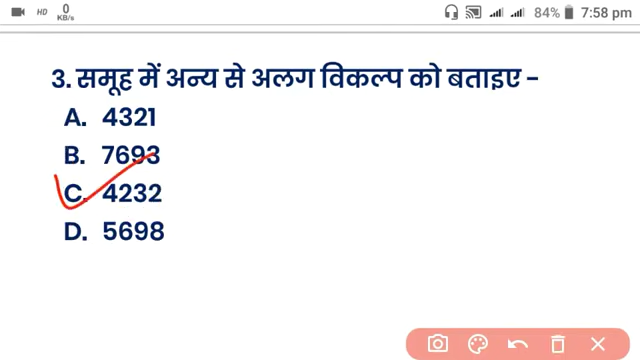 HD 0 KB/s 84% 7:58 pm
3. समूह में अन्य से अलग विकल्प को बताइए -
A. 4321
B. 7693
C. 4232
D. 5698